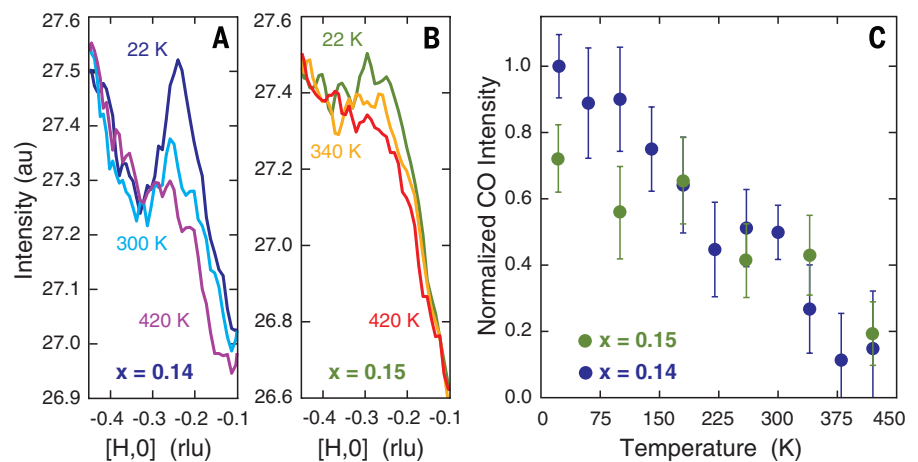 A
22 K
300 K
420 K
x = 0.14
27.6
27.5
27.4
27.3
27.2
27.1
27.0
26.9
Intensity (au)
-0.4 -0.3 -0.2 -0.1
[H,0] (rlu)
B
22 K
340 K
420 K
x = 0.15
27.6
27.4
27.2
27.0
26.8
26.6
-0.4 -0.3 -0.2 -0.1
[H,0] (rlu)
C
1.0
0.8
0.6
0.4
0.2
0.0
Normalized CO Intensity
x = 0.15
x = 0.14
0 75 150 225 300 375 450
Temperature (K)